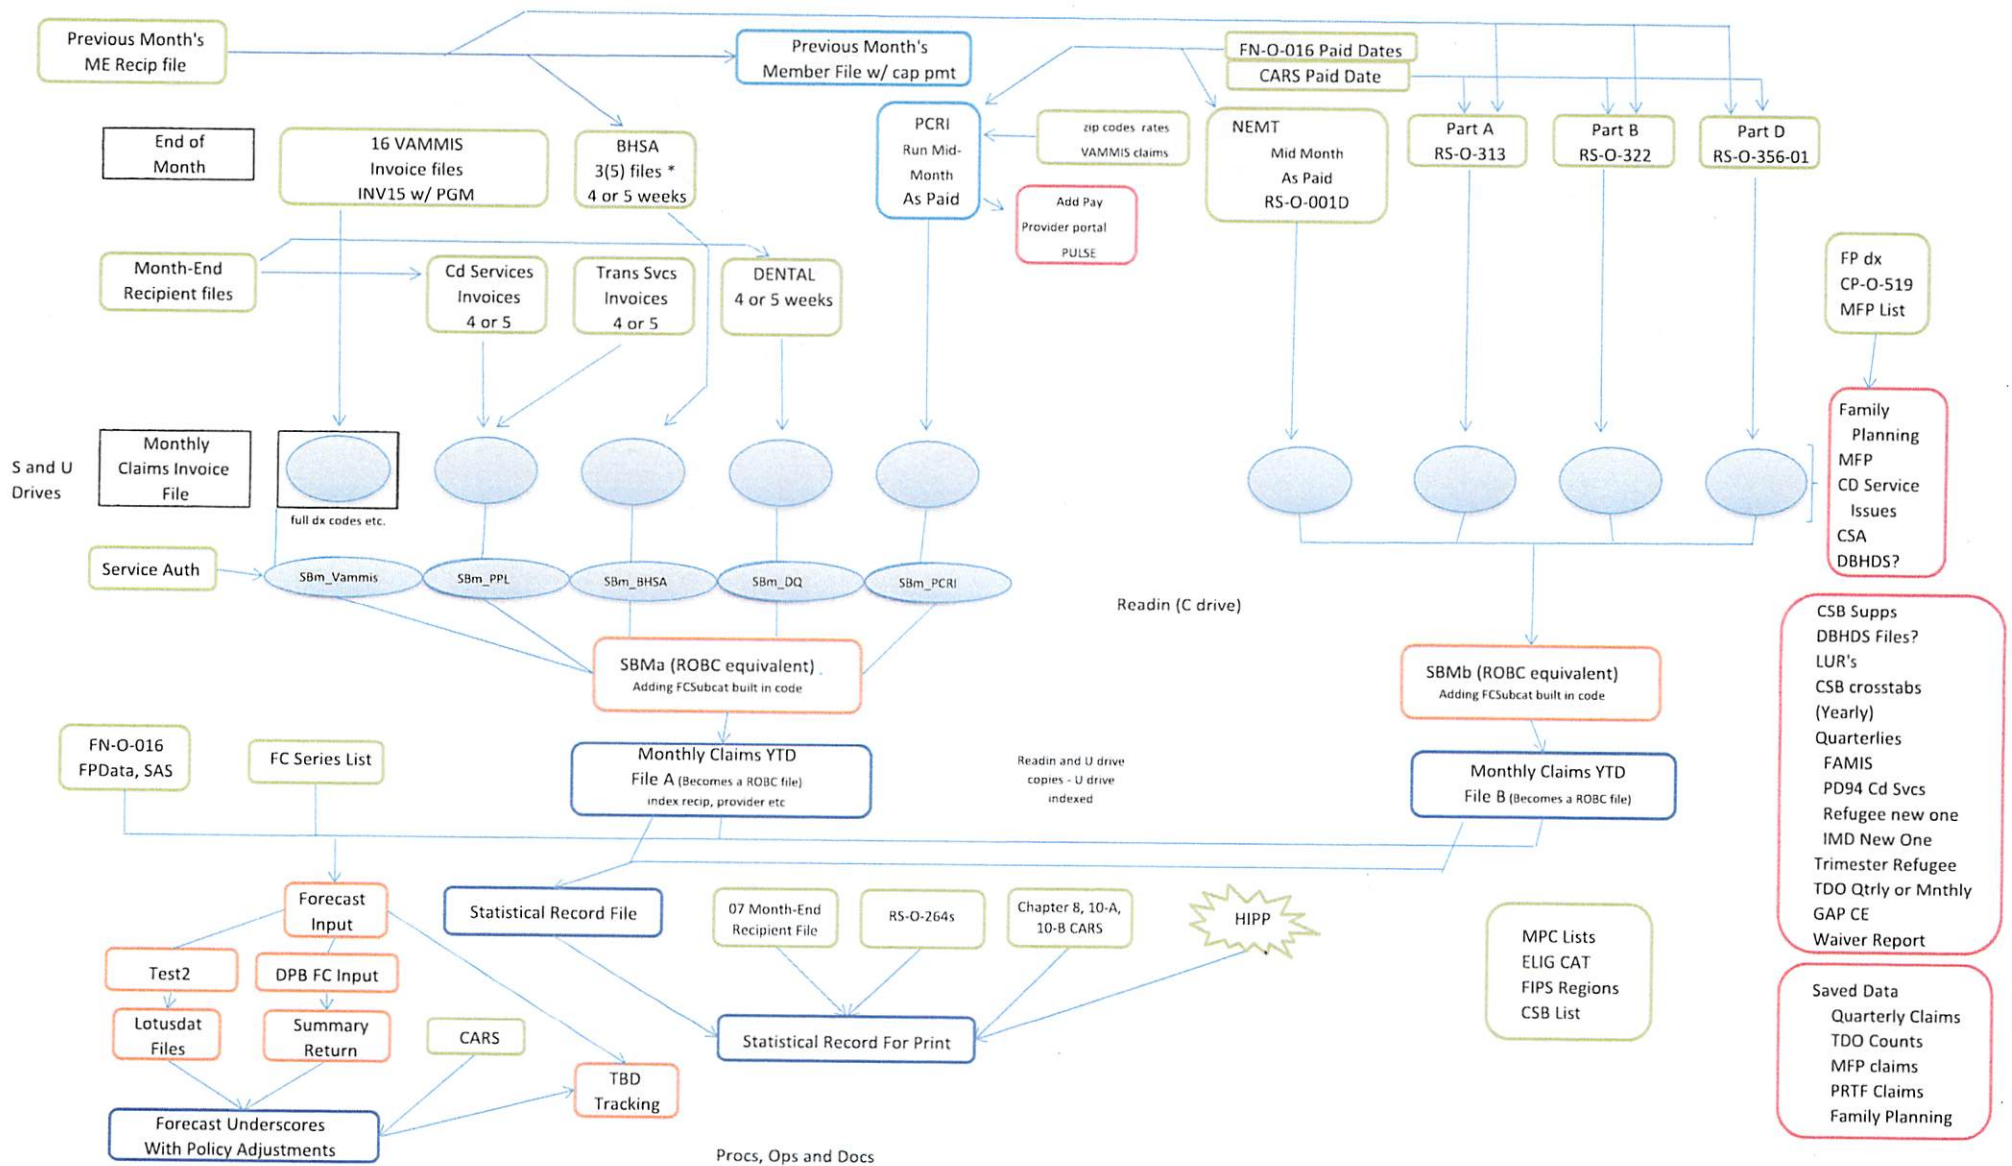 Previous Month's
ME Recip file
Previous Month's
Member File w/ cap pmt
FN-O-016 Paid Dates
CARS Paid Date
End of
Month
16 VAMMIS
Invoice files
INV15 w/ PGM
BHSA
3(5) files *
4 or 5 weeks
PCRI
Run Mid-
Month
As Paid
zip codes rates
VAMMIS claims
Add Pay
Provider portal
PULSE
NEMT
Mid Month
As Paid
RS-O-001D
Part A
RS-O-313
Part B
RS-O-322
Part D
RS-O-356-01
Month-End
Recipient files
Cd Services
Invoices
4 or 5
Trans Svcs
Invoices
4 or 5
DENTAL
4 or 5 weeks
FP dx
CP-O-519
MFP List
S and U
Drives
Monthly
Claims Invoice
File
full dx codes etc.
Family
Planning
MFP
CD Service
Issues
CSA
DBHDS?
Service Auth
SBm_Vammis
SBm_PPL
SBm_BHSA
SBm_DQ
SBm_PCRI
Readin (C drive)
SBMa (ROBC equivalent)
Adding FCSubcat built in code
SBMb (ROBC equivalent)
Adding FCSubcat built in code
CSB Supps
DBHDS Files?
LUR's
CSB crosstabs
(Yearly)
Quarterlies
FAMIS
PD94 Cd Svcs
Refugee new one
IMD New One
Trimester Refugee
TDO Qtrly or Mnthly
GAP CE
Waiver Report
FN-O-016
FPData, SAS
FC Series List
Monthly Claims YTD
File A (Becomes a ROBC file)
index recip, provider etc
Readin and U drive
copies - U drive
indexed
Monthly Claims YTD
File B (Becomes a ROBC file)
Forecast
Input
Statistical Record File
07 Month-End
Recipient File
RS-O-264s
Chapter 8, 10-A,
10-B CARS
HIPP
MPC Lists
ELIG CAT
FIPS Regions
CSB List
Test2
DPB FC Input
Lotusdat
Files
Summary
Return
CARS
Statistical Record For Print
Saved Data
Quarterly Claims
TDO Counts
MFP claims
PRTF Claims
Family Planning
TBD
Tracking
Forecast Underscores
With Policy Adjustments
Procs, Ops and Docs